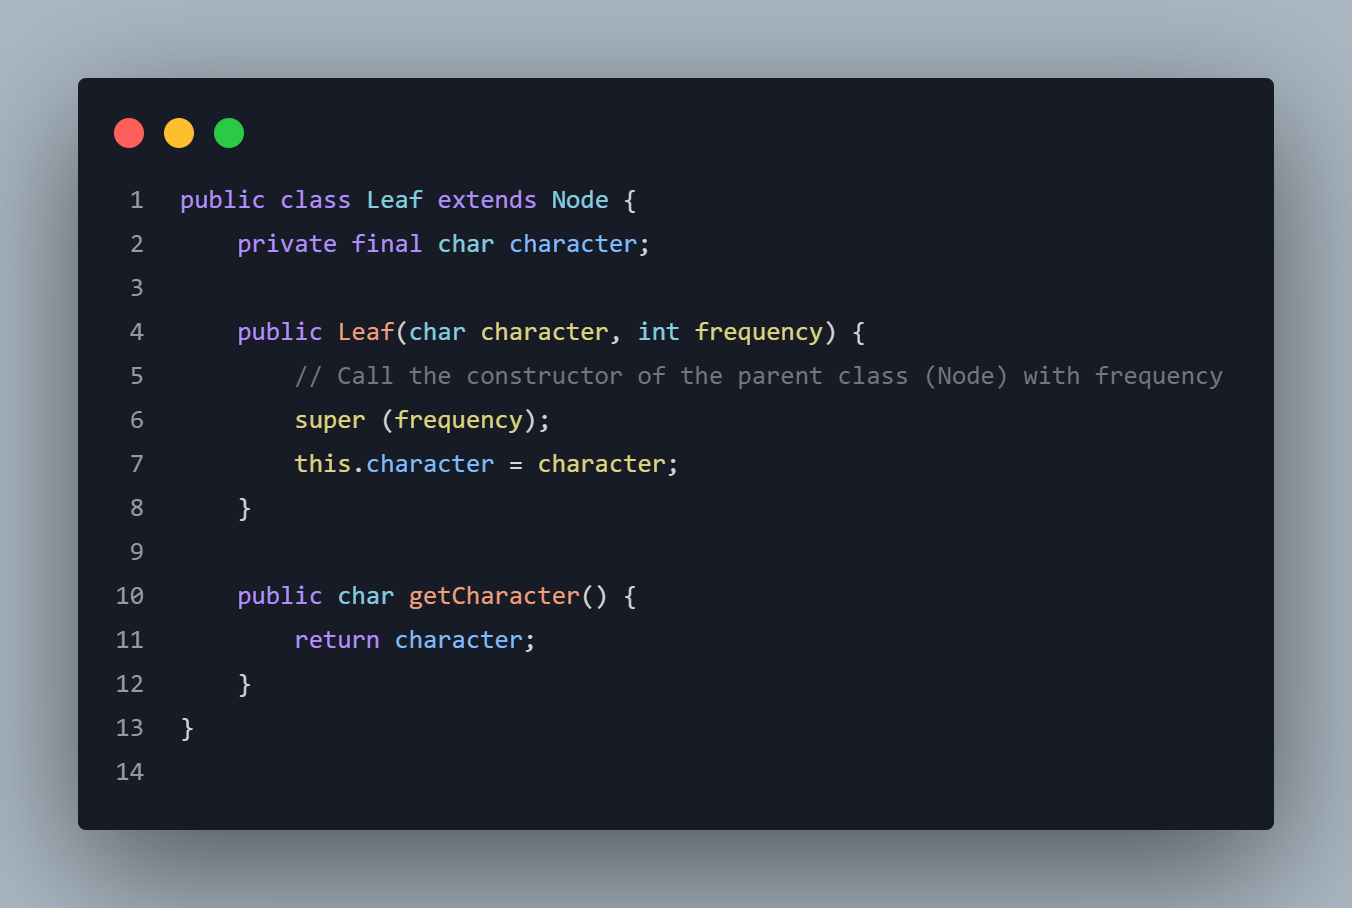 1 public class Leaf extends Node {
2     private final char character;
3
4     public Leaf(char character, int frequency) {
5         // Call the constructor of the parent class (Node) with frequency
6         super (frequency);
7         this.character = character;
8     }
9
10     public char getCharacter() {
11         return character;
12     }
13 }
14